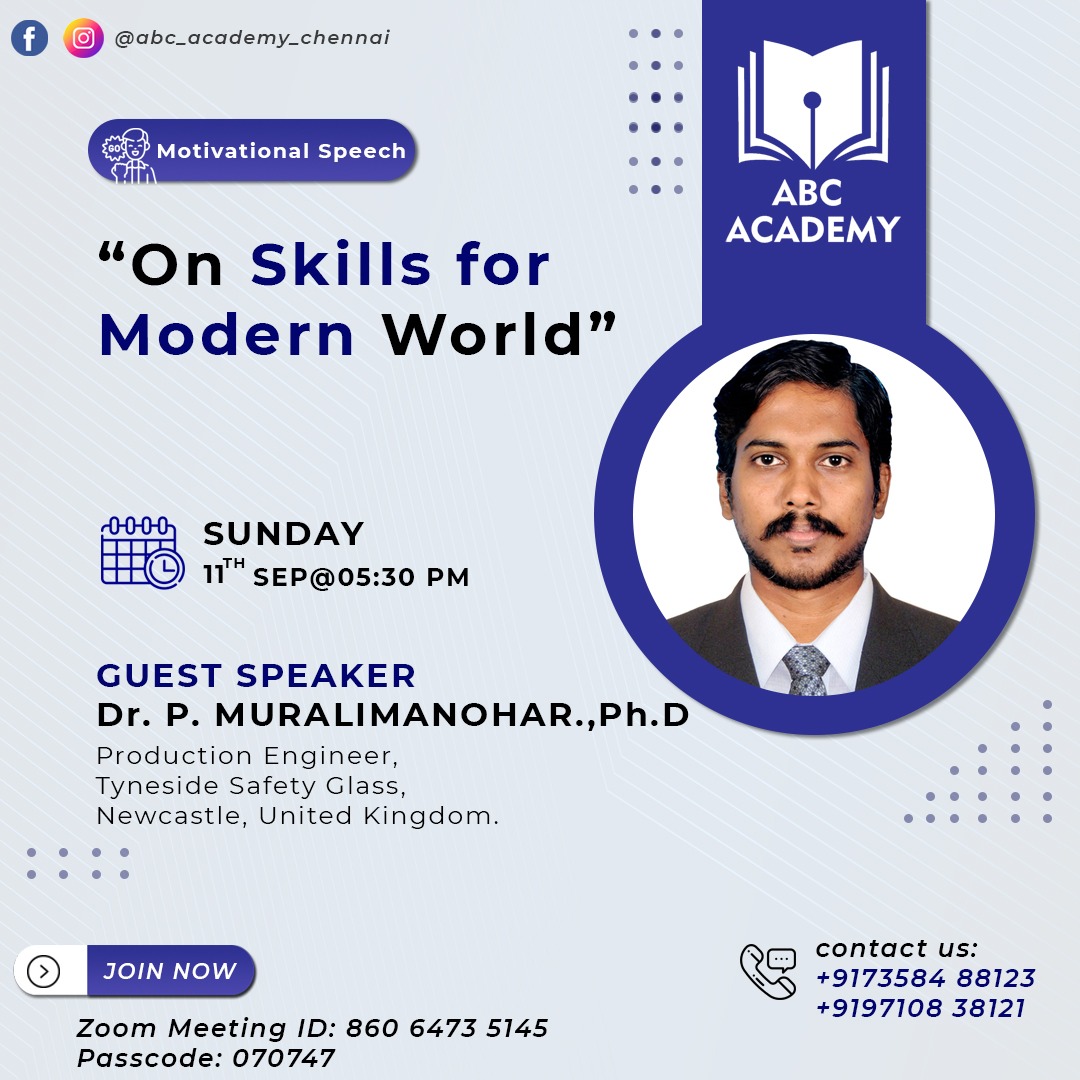 @abc_academy_chennai
ABC
ACADEMY
GO
Motivational Speech
“On Skills for
Modern World”
SUNDAY
11TH SEP@05:30 PM
GUEST SPEAKER
Dr. P. MURALIMANOHAR.,Ph.D
Production Engineer,
Tyneside Safety Glass,
Newcastle, United Kingdom.
JOIN NOW
Zoom Meeting ID: 860 6473 5145
Passcode: 070747
contact us:
+9173584 88123
+9197108 38121